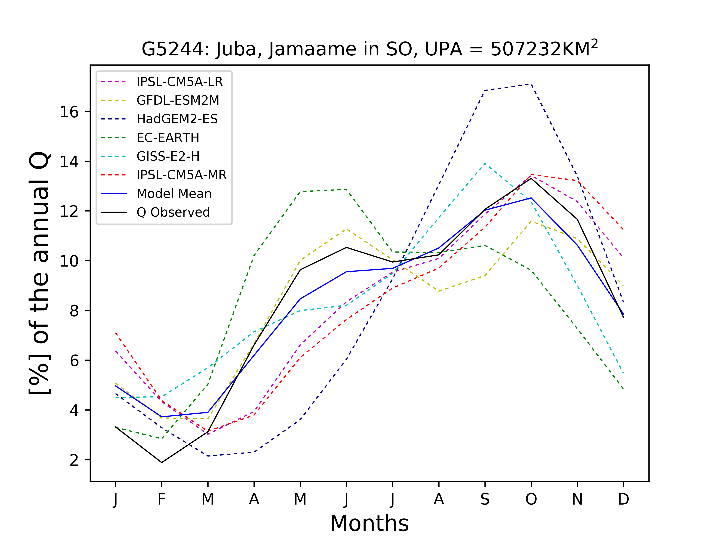 G5244: Juba, Jamaame in SO, UPA = 507232KM²
[%] of the annual Q
16
14
12
10
8
6
4
2
IPSL-CM5A-LR
GFDL-ESM2M
HadGEM2-ES
EC-EARTH
GISS-E2-H
IPSL-CM5A-MR
Model Mean
Q Observed
J F M A M J J A S O N D
Months